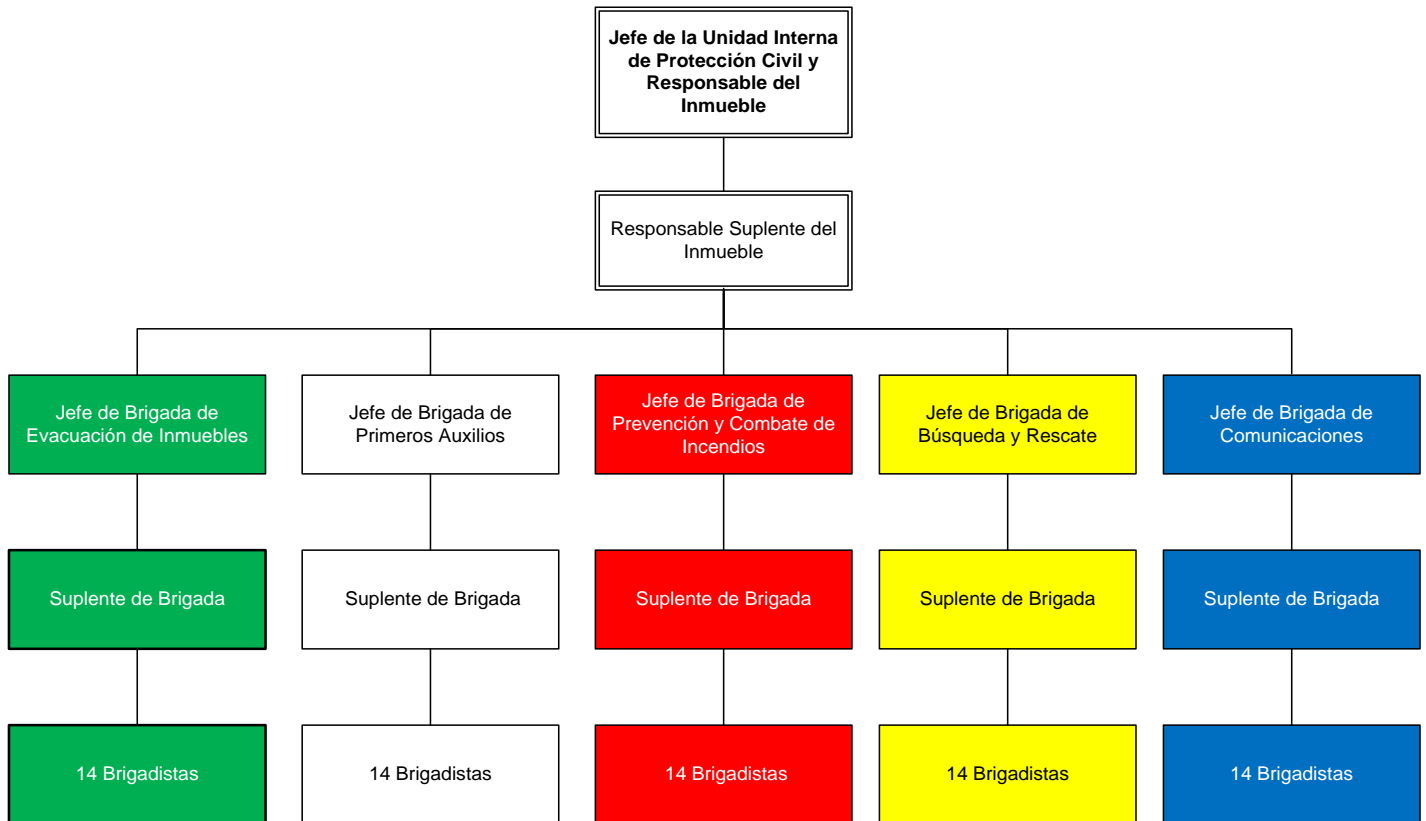 Jefe de la Unidad Interna
de Protección Civil y
Responsable del
Inmueble
Responsable Suplente del
Inmueble
Jefe de Brigada de
Evacuación de Inmuebles
Jefe de Brigada de
Primeros Auxilios
Jefe de Brigada de
Prevención y Combate de
Incendios
Jefe de Brigada de
Búsqueda y Rescate
Jefe de Brigada de
Comunicaciones
Suplente de Brigada
Suplente de Brigada
Suplente de Brigada
Suplente de Brigada
Suplente de Brigada
14 Brigadistas
14 Brigadistas
14 Brigadistas
14 Brigadistas
14 Brigadistas